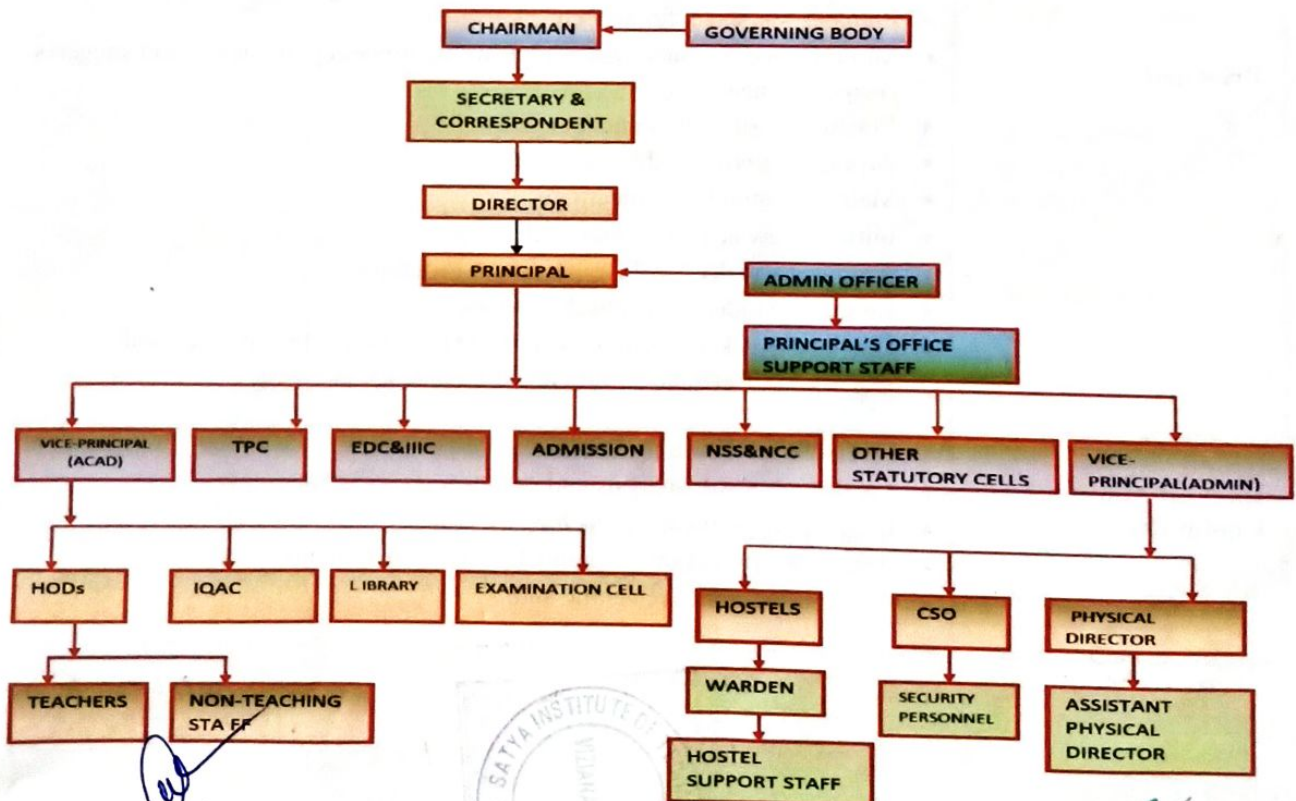 CHAIRMAN
GOVERNING BODY
SECRETARY &
CORRESPONDENT
DIRECTOR
PRINCIPAL
ADMIN OFFICER
PRINCIPAL'S OFFICE
SUPPORT STAFF
VICE-PRINCIPAL
(ACAD)
TPC
EDC&IIIC
ADMISSION
NSS&NCC
OTHER
STATUTORY CELLS
VICE-
PRINCIPAL(ADMIN)
HODs
IQAC
L IBRARY
EXAMINATION CELL
HOSTELS
CSO
PHYSICAL
DIRECTOR
TEACHERS
NON-TEACHING
STA FF
WARDEN
SECURITY
PERSONNEL
ASSISTANT
PHYSICAL
DIRECTOR
HOSTEL
SUPPORT STAFF
SATYA INSTITUTE OF